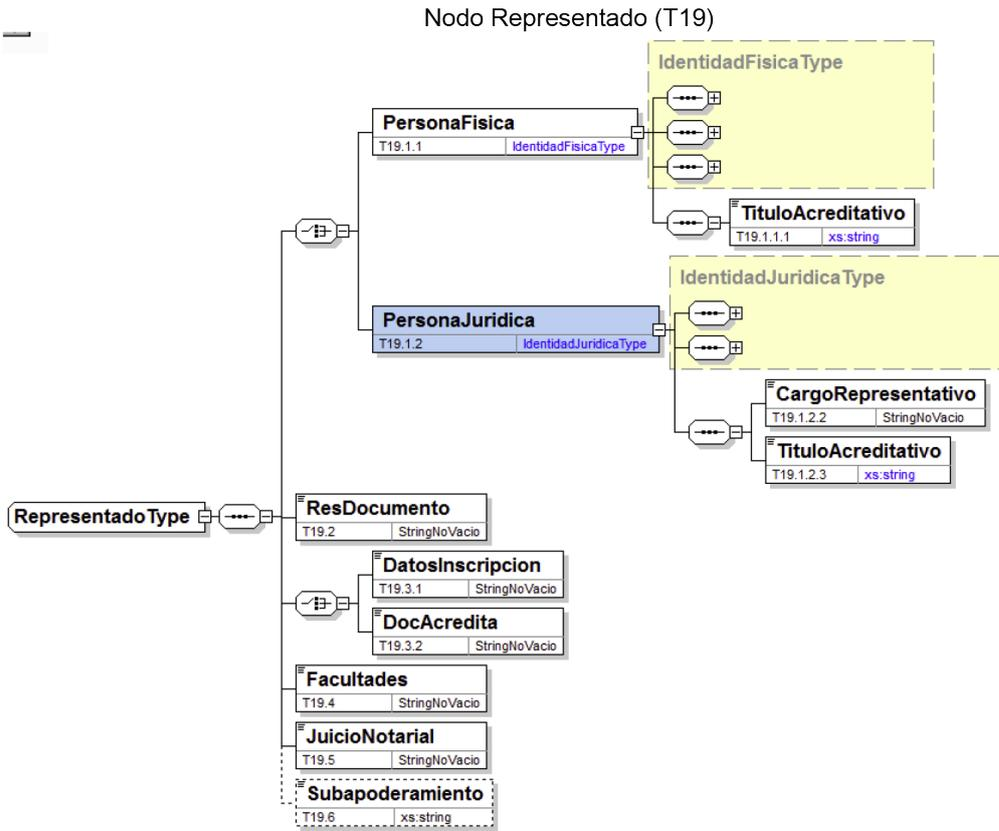 Nodo Representado (T19)
IdentidadFisicaType
PersonaFisica
T19.1.1 IdentidadFisicaType
TituloAcreditativo
T19.1.1.1 xs:string
IdentidadJuridicaType
PersonaJuridica
T19.1.2 IdentidadJuridicaType
CargoRepresentativo
T19.1.2.2 StringNoVacio
TituloAcreditativo
T19.1.2.3 xs:string
RepresentadoType
ResDocumento
T19.2 StringNoVacio
DatosInscripcion
T19.3.1 StringNoVacio
DocAcredita
T19.3.2 StringNoVacio
Facultades
T19.4 StringNoVacio
JuicioNotarial
T19.5 StringNoVacio
Subapoderamiento
T19.6 xs:string